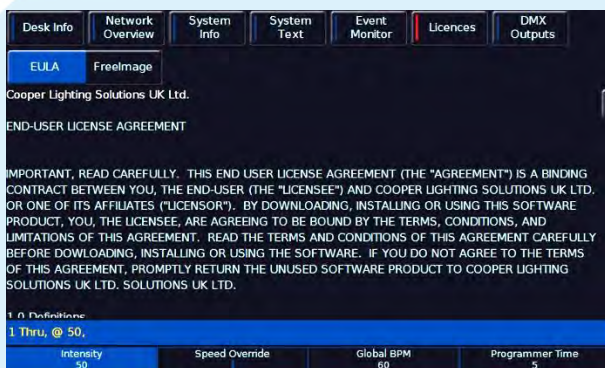 Desk Info
Network
Overview
System
Info
System
Text
Event
Monitor
Licences
DMX
Outputs
EULA
FreeImage
Cooper Lighting Solutions UK Ltd.
END-USER LICENSE AGREEMENT
IMPORTANT, READ CAREFULLY. THIS END USER LICENSE AGREEMENT (THE "AGREEMENT") IS A BINDING
CONTRACT BETWEEN YOU, THE END-USER (THE "LICENSEE") AND COOPER LIGHTING SOLUTIONS UK LTD.
OR ONE OF ITS AFFILIATES ("LICENSOR"). BY DOWNLOADING, INSTALLING OR USING THIS SOFTWARE
PRODUCT, YOU, THE LICENSEE, ARE AGREEING TO BE BOUND BY THE TERMS, CONDITIONS, AND
LIMITATIONS OF THIS AGREEMENT. READ THE TERMS AND CONDITIONS OF THIS AGREEMENT CAREFULLY
BEFORE DOWLOADING, INSTALLING OR USING THE SOFTWARE. IF YOU DO NOT AGREE TO THE TERMS
OF THIS AGREEMENT, PROMPTLY RETURN THE UNUSED SOFTWARE PRODUCT TO COOPER LIGHTING
SOLUTIONS UK LTD. SOLUTIONS UK LTD.
1.0 Definitions
1 Thru, @ 50,
Intensity
50
Speed Override
Global BPM
60
Programmer Time
5